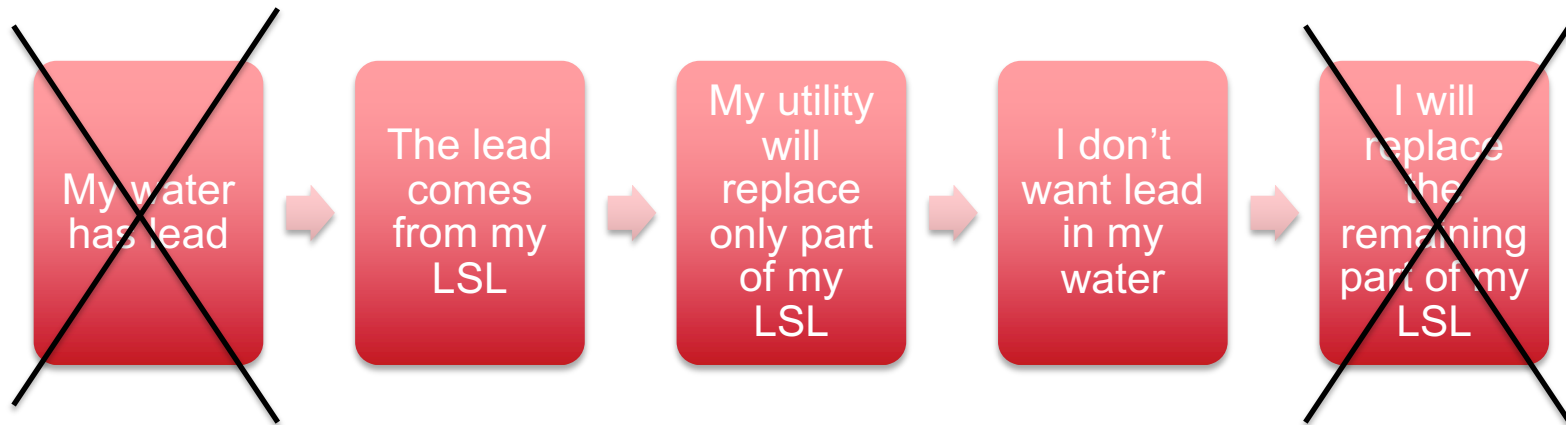 My water
has lead
The lead
comes
from my
LSL
My utility
will
replace
only part
of my
LSL
I don’t
want lead
in my
water
I will
replace
the
remaining
part of my
LSL